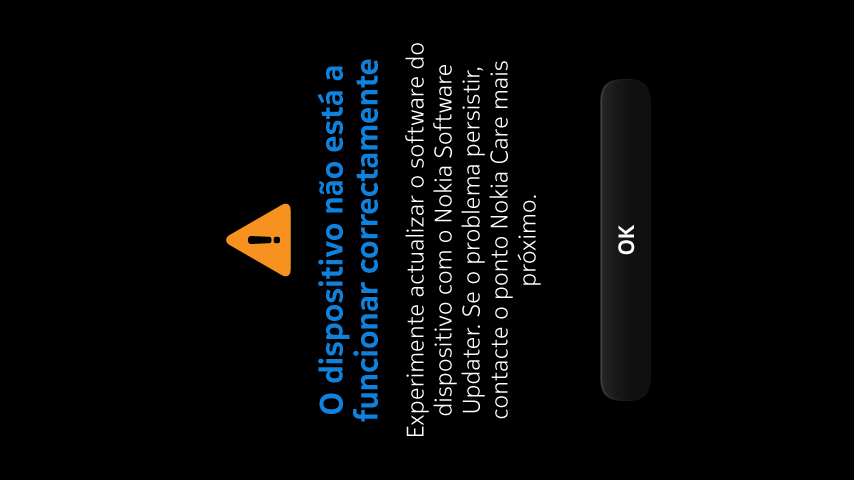 O dispositivo não está a
funcionar correctamente
Experimente actualizar o software do
dispositivo com o Nokia Software
Updater. Se o problema persistir,
contacte o ponto Nokia Care mais
próximo.
OK